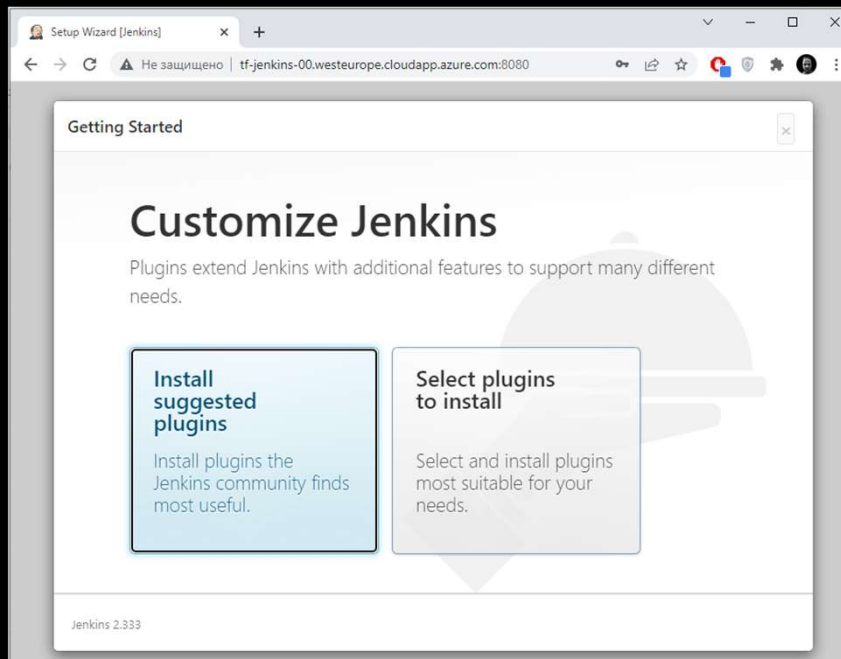 Setup Wizard [Jenkins]
Не защищено | tf-jenkins-00.westeurope.cloudapp.azure.com:8080
Getting Started
Customize Jenkins
Plugins extend Jenkins with additional features to support many different
needs.
Install
suggested
plugins
Install plugins the
Jenkins community finds
most useful.
Select plugins
to install
Select and install plugins
most suitable for your
needs.
Jenkins 2.333